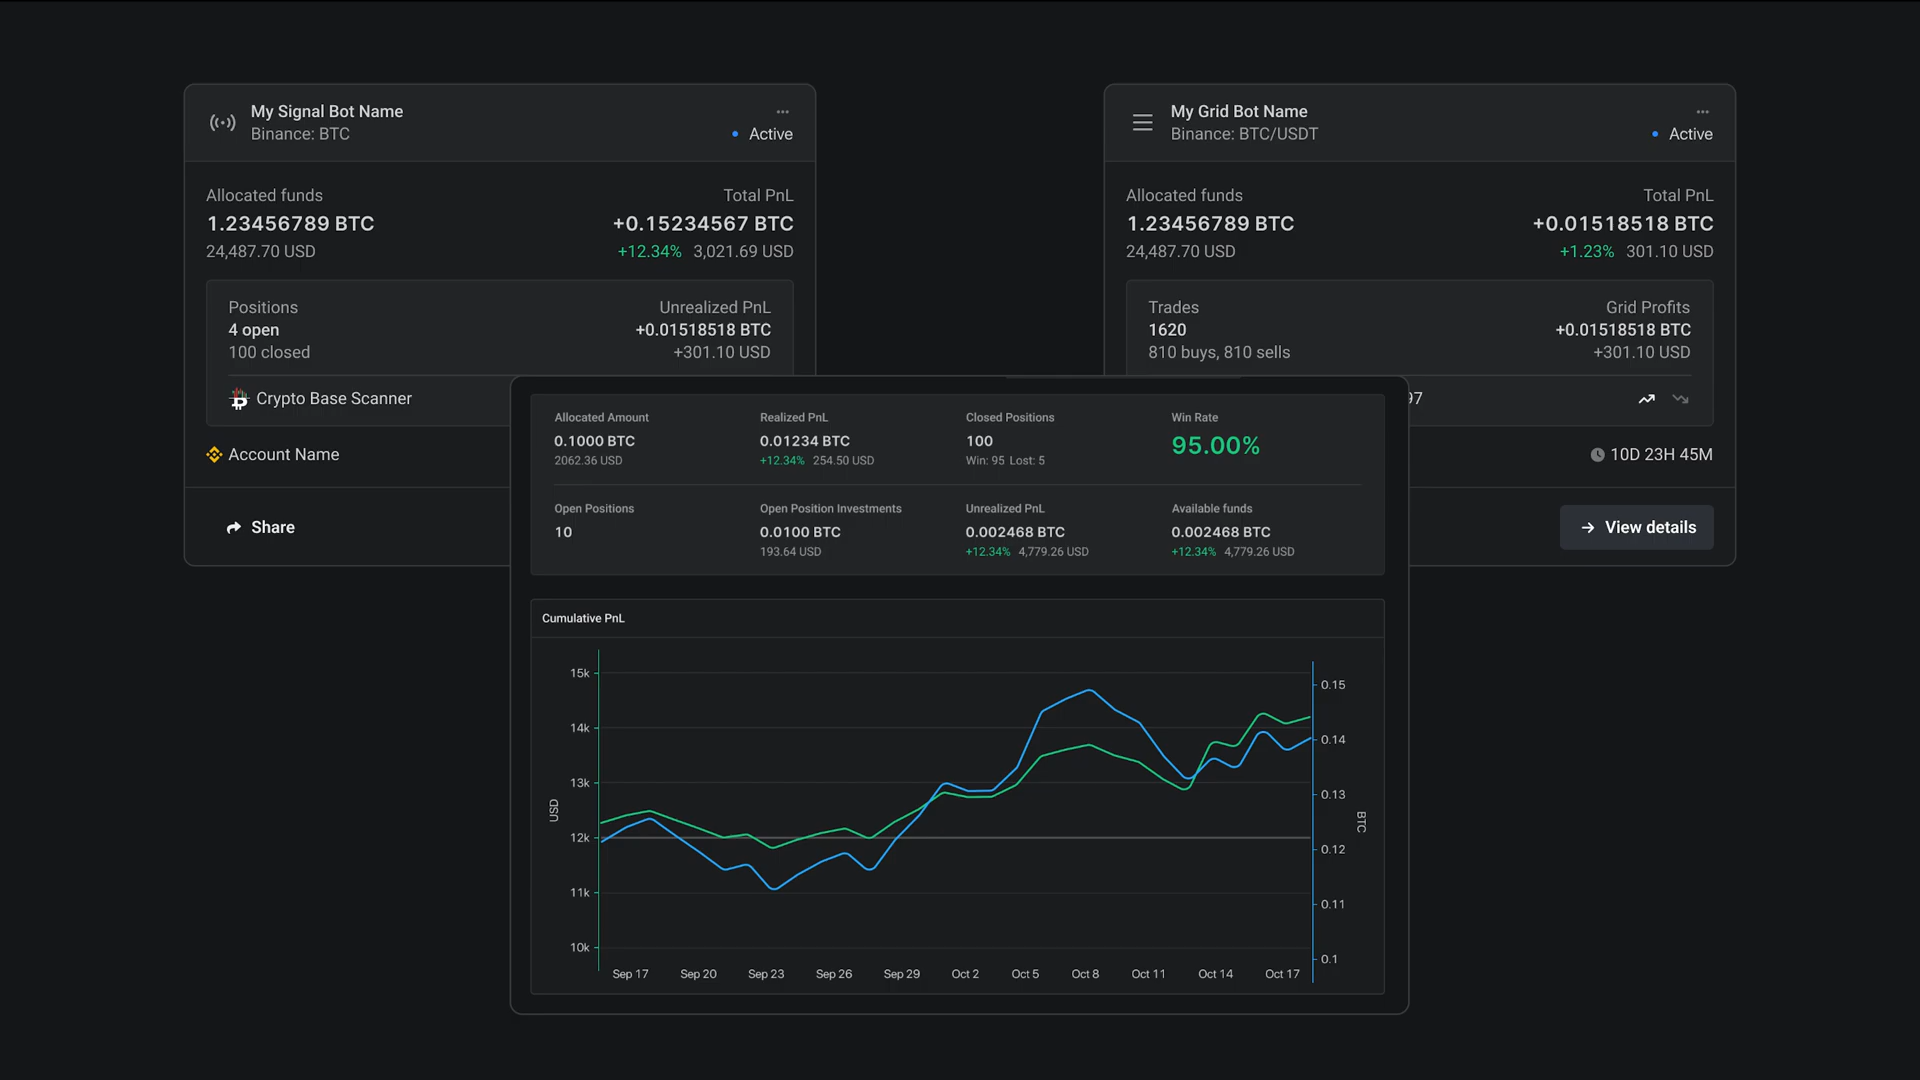 My Signal Bot Name
Binance: BTC
Active
Allocated funds
Total PnL
1.23456789 BTC
+0.15234567 BTC
24,487.70 USD
+12.34% 3,021.69 USD
Positions
Unrealized PnL
4 open
+0.01518518 BTC
100 closed
+301.10 USD
Crypto Base Scanner
Account Name
Share
My Grid Bot Name
Binance: BTC/USDT
Active
Allocated funds
Total PnL
1.23456789 BTC
+0.01518518 BTC
24,487.70 USD
+1.23% 301.10 USD
Trades
Grid Profits
1620
+0.01518518 BTC
810 buys, 810 sells
+301.10 USD
97
10D 23H 45M
View details
Allocated Amount
0.1000 BTC
2062.36 USD
Realized PnL
0.01234 BTC
+12.34% 254.50 USD
Closed Positions
100
Win: 95 Lost: 5
Win Rate
95.00%
Open Positions
10
Open Position Investments
0.0100 BTC
193.64 USD
Unrealized PnL
0.002468 BTC
+12.34% 4,779.26 USD
Available funds
0.002468 BTC
+12.34% 4,779.26 USD
Cumulative PnL
15k
14k
13k
12k
11k
10k
USD
0.15
0.14
0.13
0.12
0.11
0.1
BTC
Sep 17 Sep 20 Sep 23 Sep 26 Sep 29 Oct 2 Oct 5 Oct 8 Oct 11 Oct 14 Oct 17